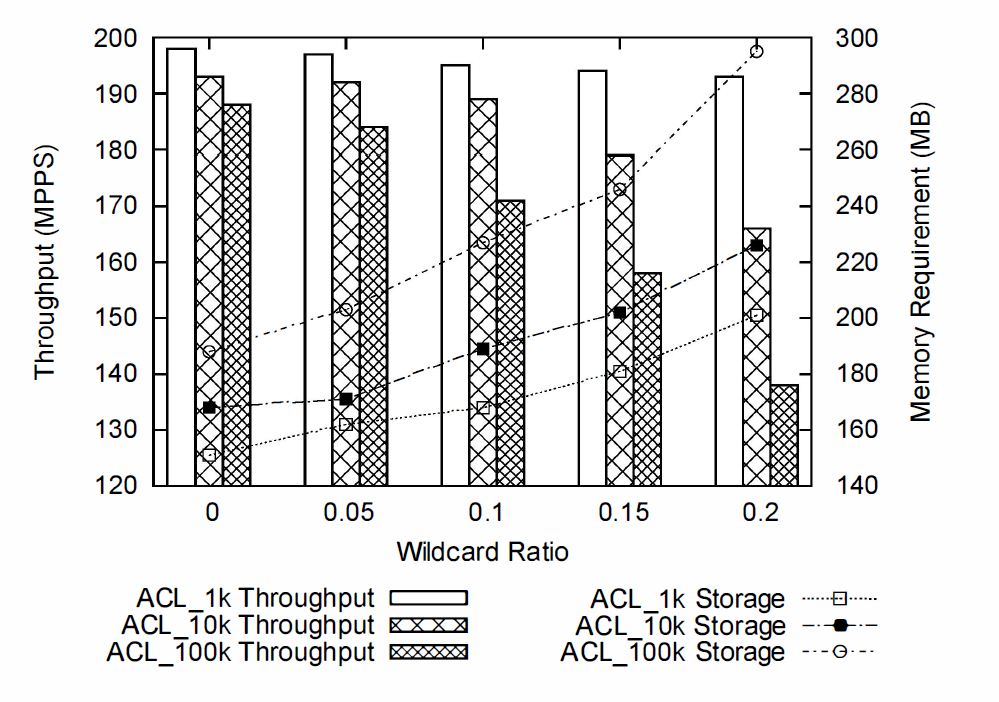 200 300
190 280
180 260
170 240
160 220
150 200
140 180
130 160
120 140
Throughput (MPPS)
Memory Requirement (MB)
0 0.05 0.1 0.15 0.2
Wildcard Ratio
ACL_1k Throughput ACL_1k Storage
ACL_10k Throughput ACL_10k Storage
ACL_100k Throughput ACL_100k Storage